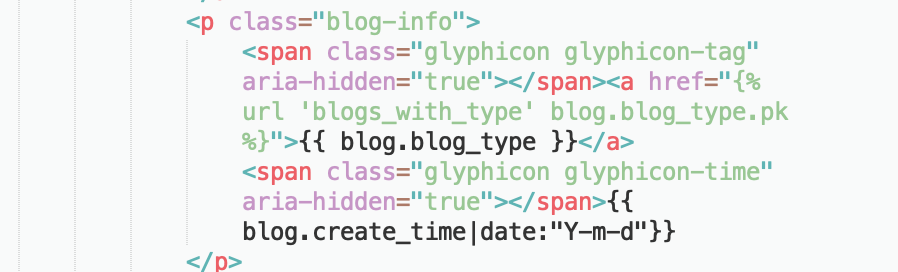 <p class="blog-info">
<span class="glyphicon glyphicon-tag"
aria-hidden="true"></span><a href="{%
url 'blogs_with_type' blog.blog_type.pk
%}">{{ blog.blog_type }}</a>
<span class="glyphicon glyphicon-time"
aria-hidden="true"></span>{{
blog.create_time|date:"Y-m-d"}}
</p>